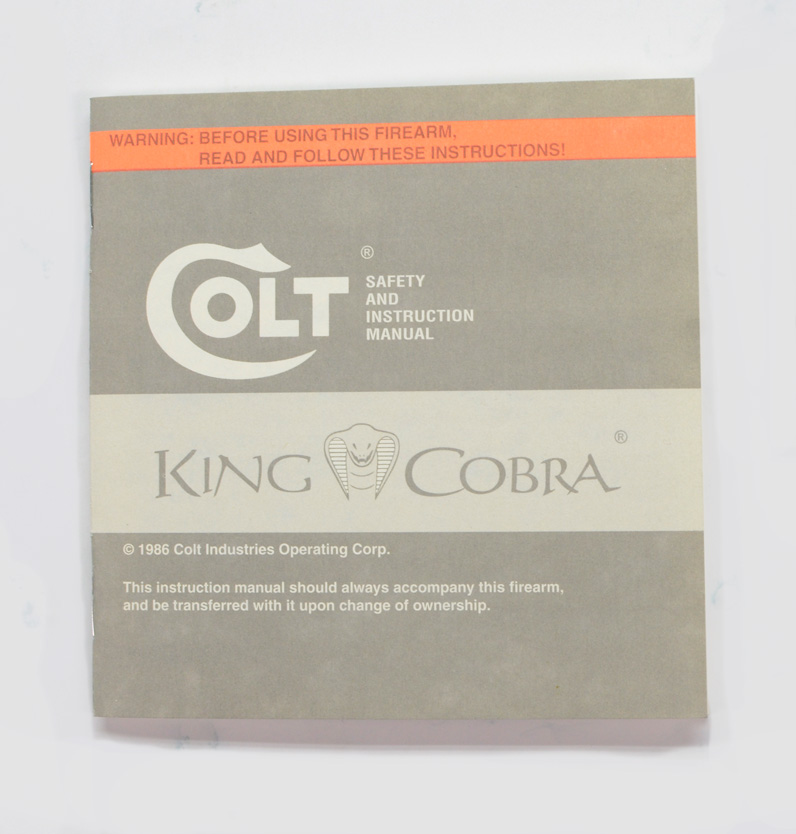 WARNING: BEFORE USING THIS FIREARM,
READ AND FOLLOW THESE INSTRUCTIONS!
COLT ®
SAFETY
AND
INSTRUCTION
MANUAL
KING COBRA ®
© 1986 Colt Industries Operating Corp.
This instruction manual should always accompany this firearm,
and be transferred with it upon change of ownership.